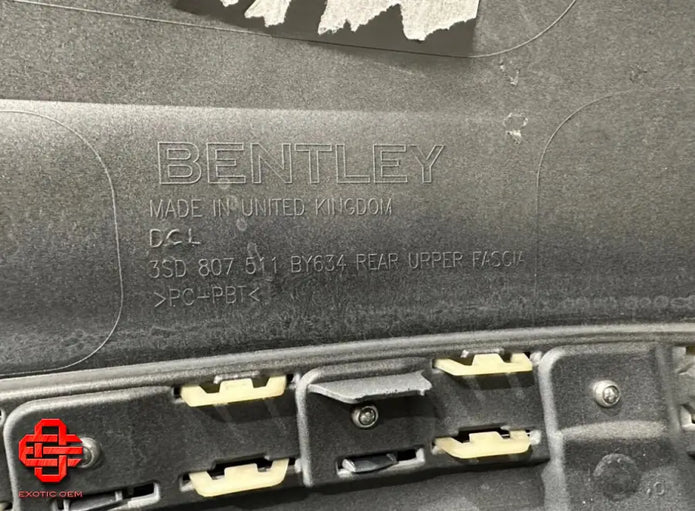 BENTLEY
MADE IN UNITED KINGDOM
DCL
3SD 807 511 BY634 REAR UPPER FASCIA
>PC-PBT<
EXOTIC OEM